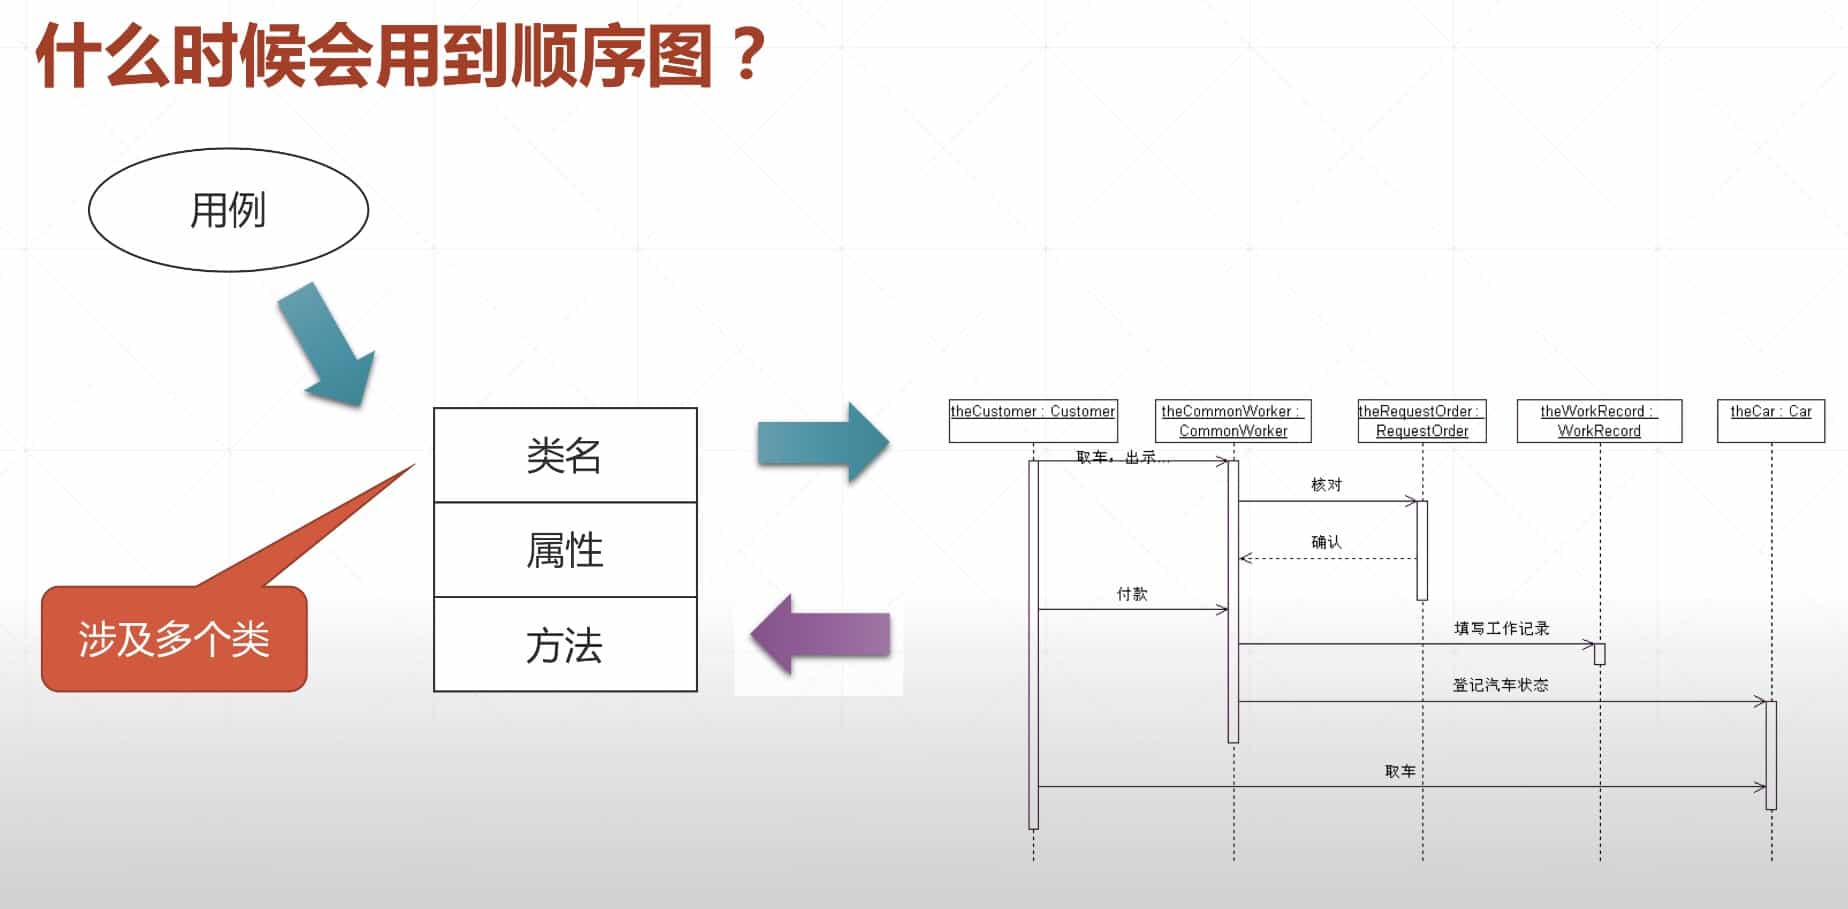 什么时候会用到顺序图？
用例
类名
属性
方法
涉及多个类
theCustomer : Customer
theCommonWorker :
CommonWorker
theRequestOrder :
RequestOrder
theWorkRecord :
WorkRecord
theCar : Car
取车，出示...
核对
确认
付款
填写工作记录
登记汽车状态
取车